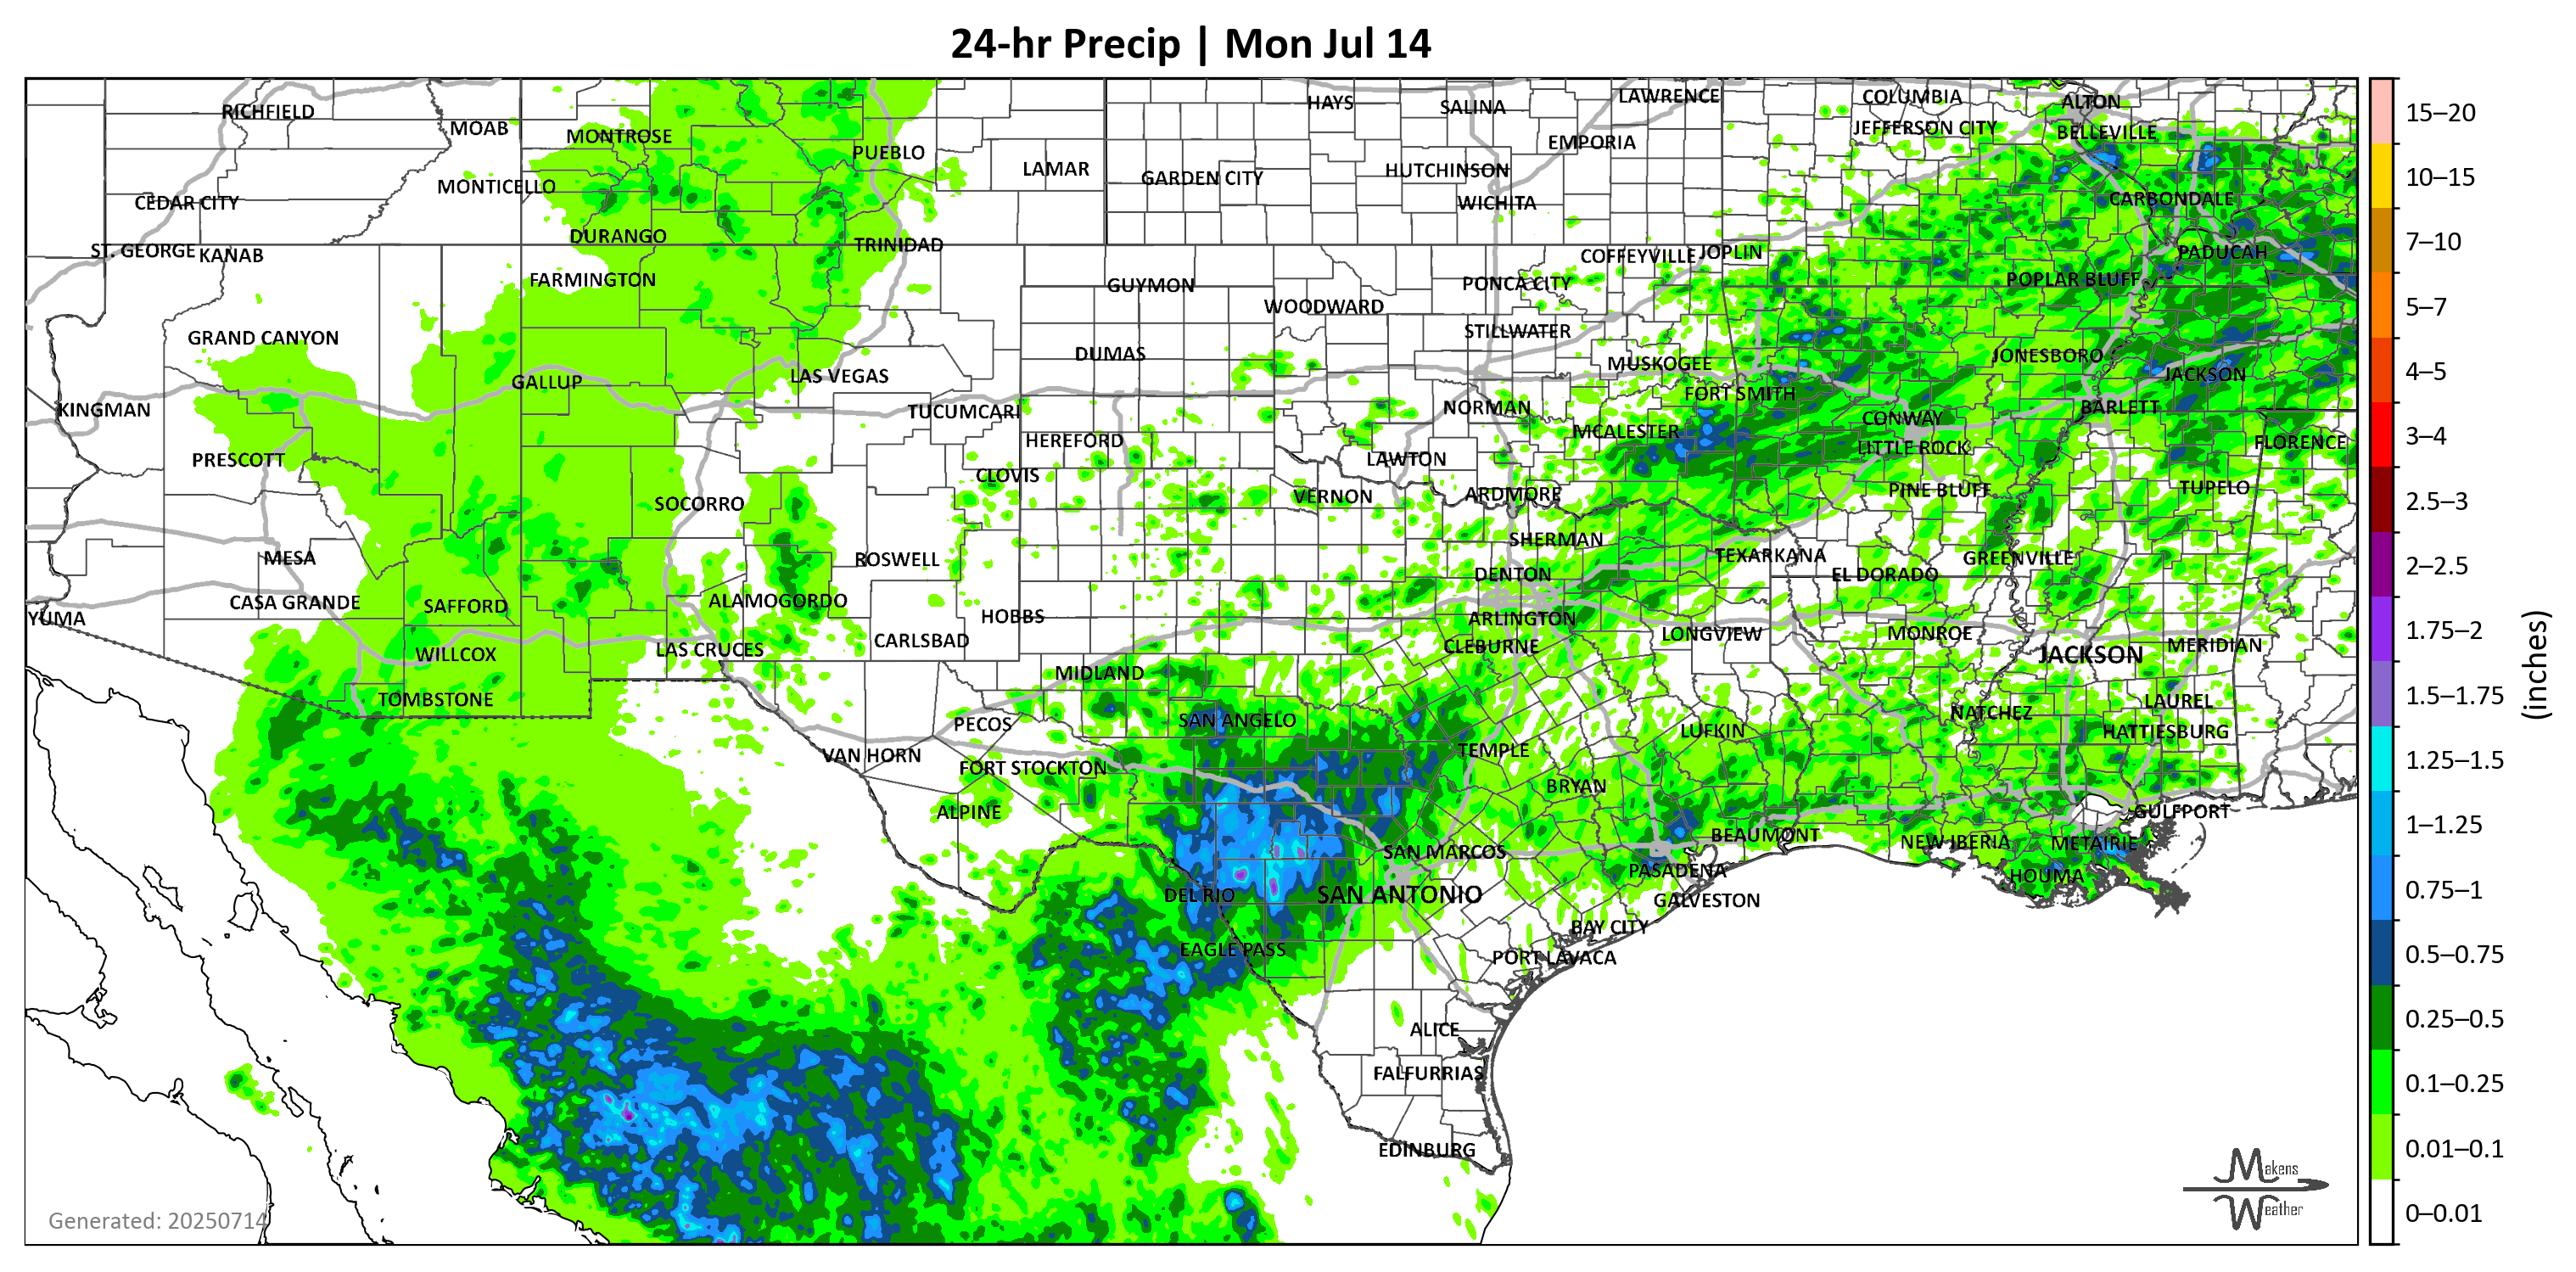 24-hr Precip | Mon Jul 14
RICHFIELD
MOAB
MONTROSE
PUEBLO
LAMAR
HAYS
SALINA
LAWRENCE
COLUMBIA
ALTON
JEFFERSON CITY
BELLEVILLE
EMPORIA
GARDEN CITY
HUTCHINSON
MONTICELLO
CEDAR CITY
WICHITA
CARBONDALE
DURANGO
TRINIDAD
ST. GEORGE
KANAB
COFFEYVILLE
JOPLIN
PADUCAH
FARMINGTON
GUYMON
PONCA CITY
POPLAR BLUFF
WOODWARD
STILLWATER
GRAND CANYON
DUMAS
MUSKOGEE
JONESBORO
GALLUP
LAS VEGAS
JACKSON
FORT SMITH
KINGMAN
TUCUMCARI
NORMAN
BARLETT
CONWAY
HEREFORD
MCALESTER
FLORENCE
LITTLE ROCK
PRESCOTT
CLOVIS
LAWTON
VERNON
ARDMORE
PINE BLUFF
TUPELO
SOCORRO
SHERMAN
MESA
ROSWELL
TEXARKANA
GREENVILLE
DENTON
EL DORADO
CASA GRANDE
SAFFORD
ALAMOGORDO
YUMA
HOBBS
ARLINGTON
LONGVIEW
MONROE
CARLSBAD
CLEBURNE
MERIDIAN
WILLCOX
LAS CRUCES
JACKSON
MIDLAND
TOMBSTONE
LAUREL
PECOS
SAN ANGELO
NATCHEZ
LUFKIN
HATTIESBURG
VAN HORN
TEMPLE
FORT STOCKTON
BRYAN
ALPINE
GULFPORT
BEAUMONT
NEW IBERIA
METAIRIE
SAN MARCOS
PASADENA
HOUMA
DEL RIO
SAN ANTONIO
GALVESTON
BAY CITY
EAGLE PASS
PORT LAVACA
ALICE
FALFURRIAS
EDINBURG
Generated: 20250714
Makens
Weather
15–20
10–15
7–10
5–7
4–5
3–4
2.5–3
2–2.5
1.75–2
1.5–1.75
1.25–1.5
1–1.25
0.75–1
0.5–0.75
0.25–0.5
0.1–0.25
0.01–0.1
0–0.01
(inches)